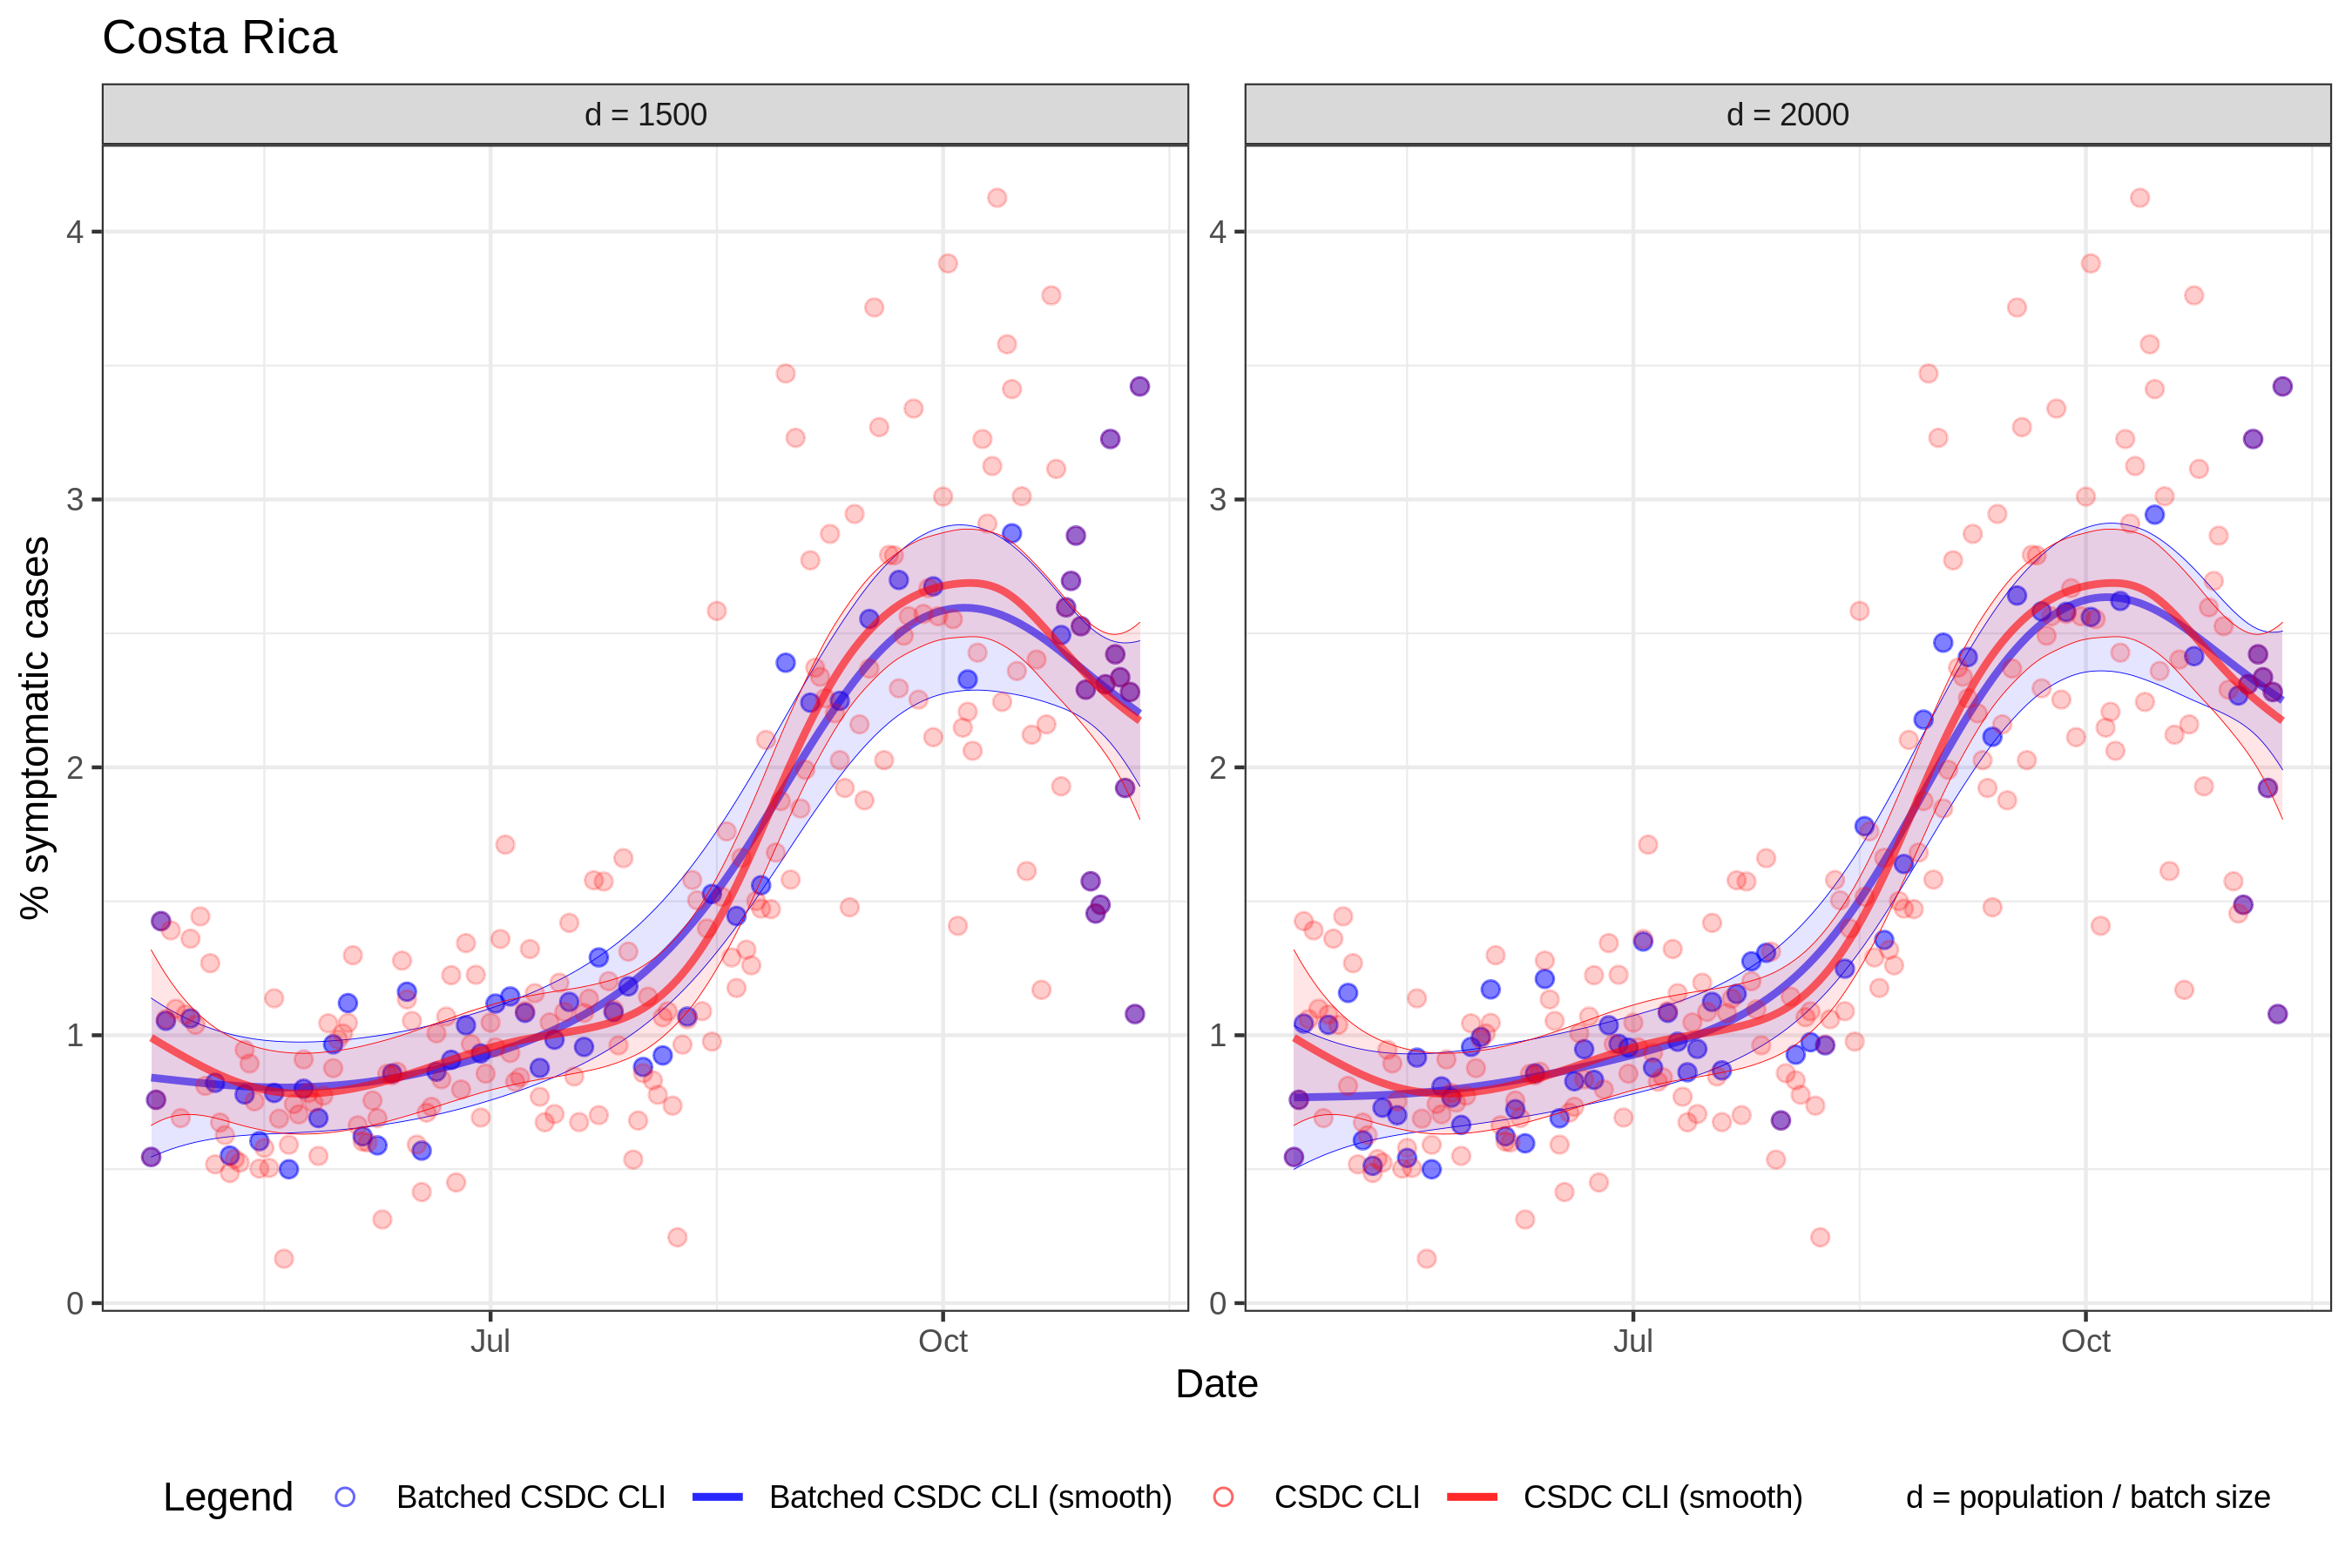 Costa Rica
d = 1500
d = 2000
% symptomatic cases
4
3
2
1
0
4
3
2
1
0
Jul
Oct
Jul
Oct
Date
Legend Batched CSDC CLI Batched CSDC CLI (smooth) CSDC CLI CSDC CLI (smooth) d = population / batch size